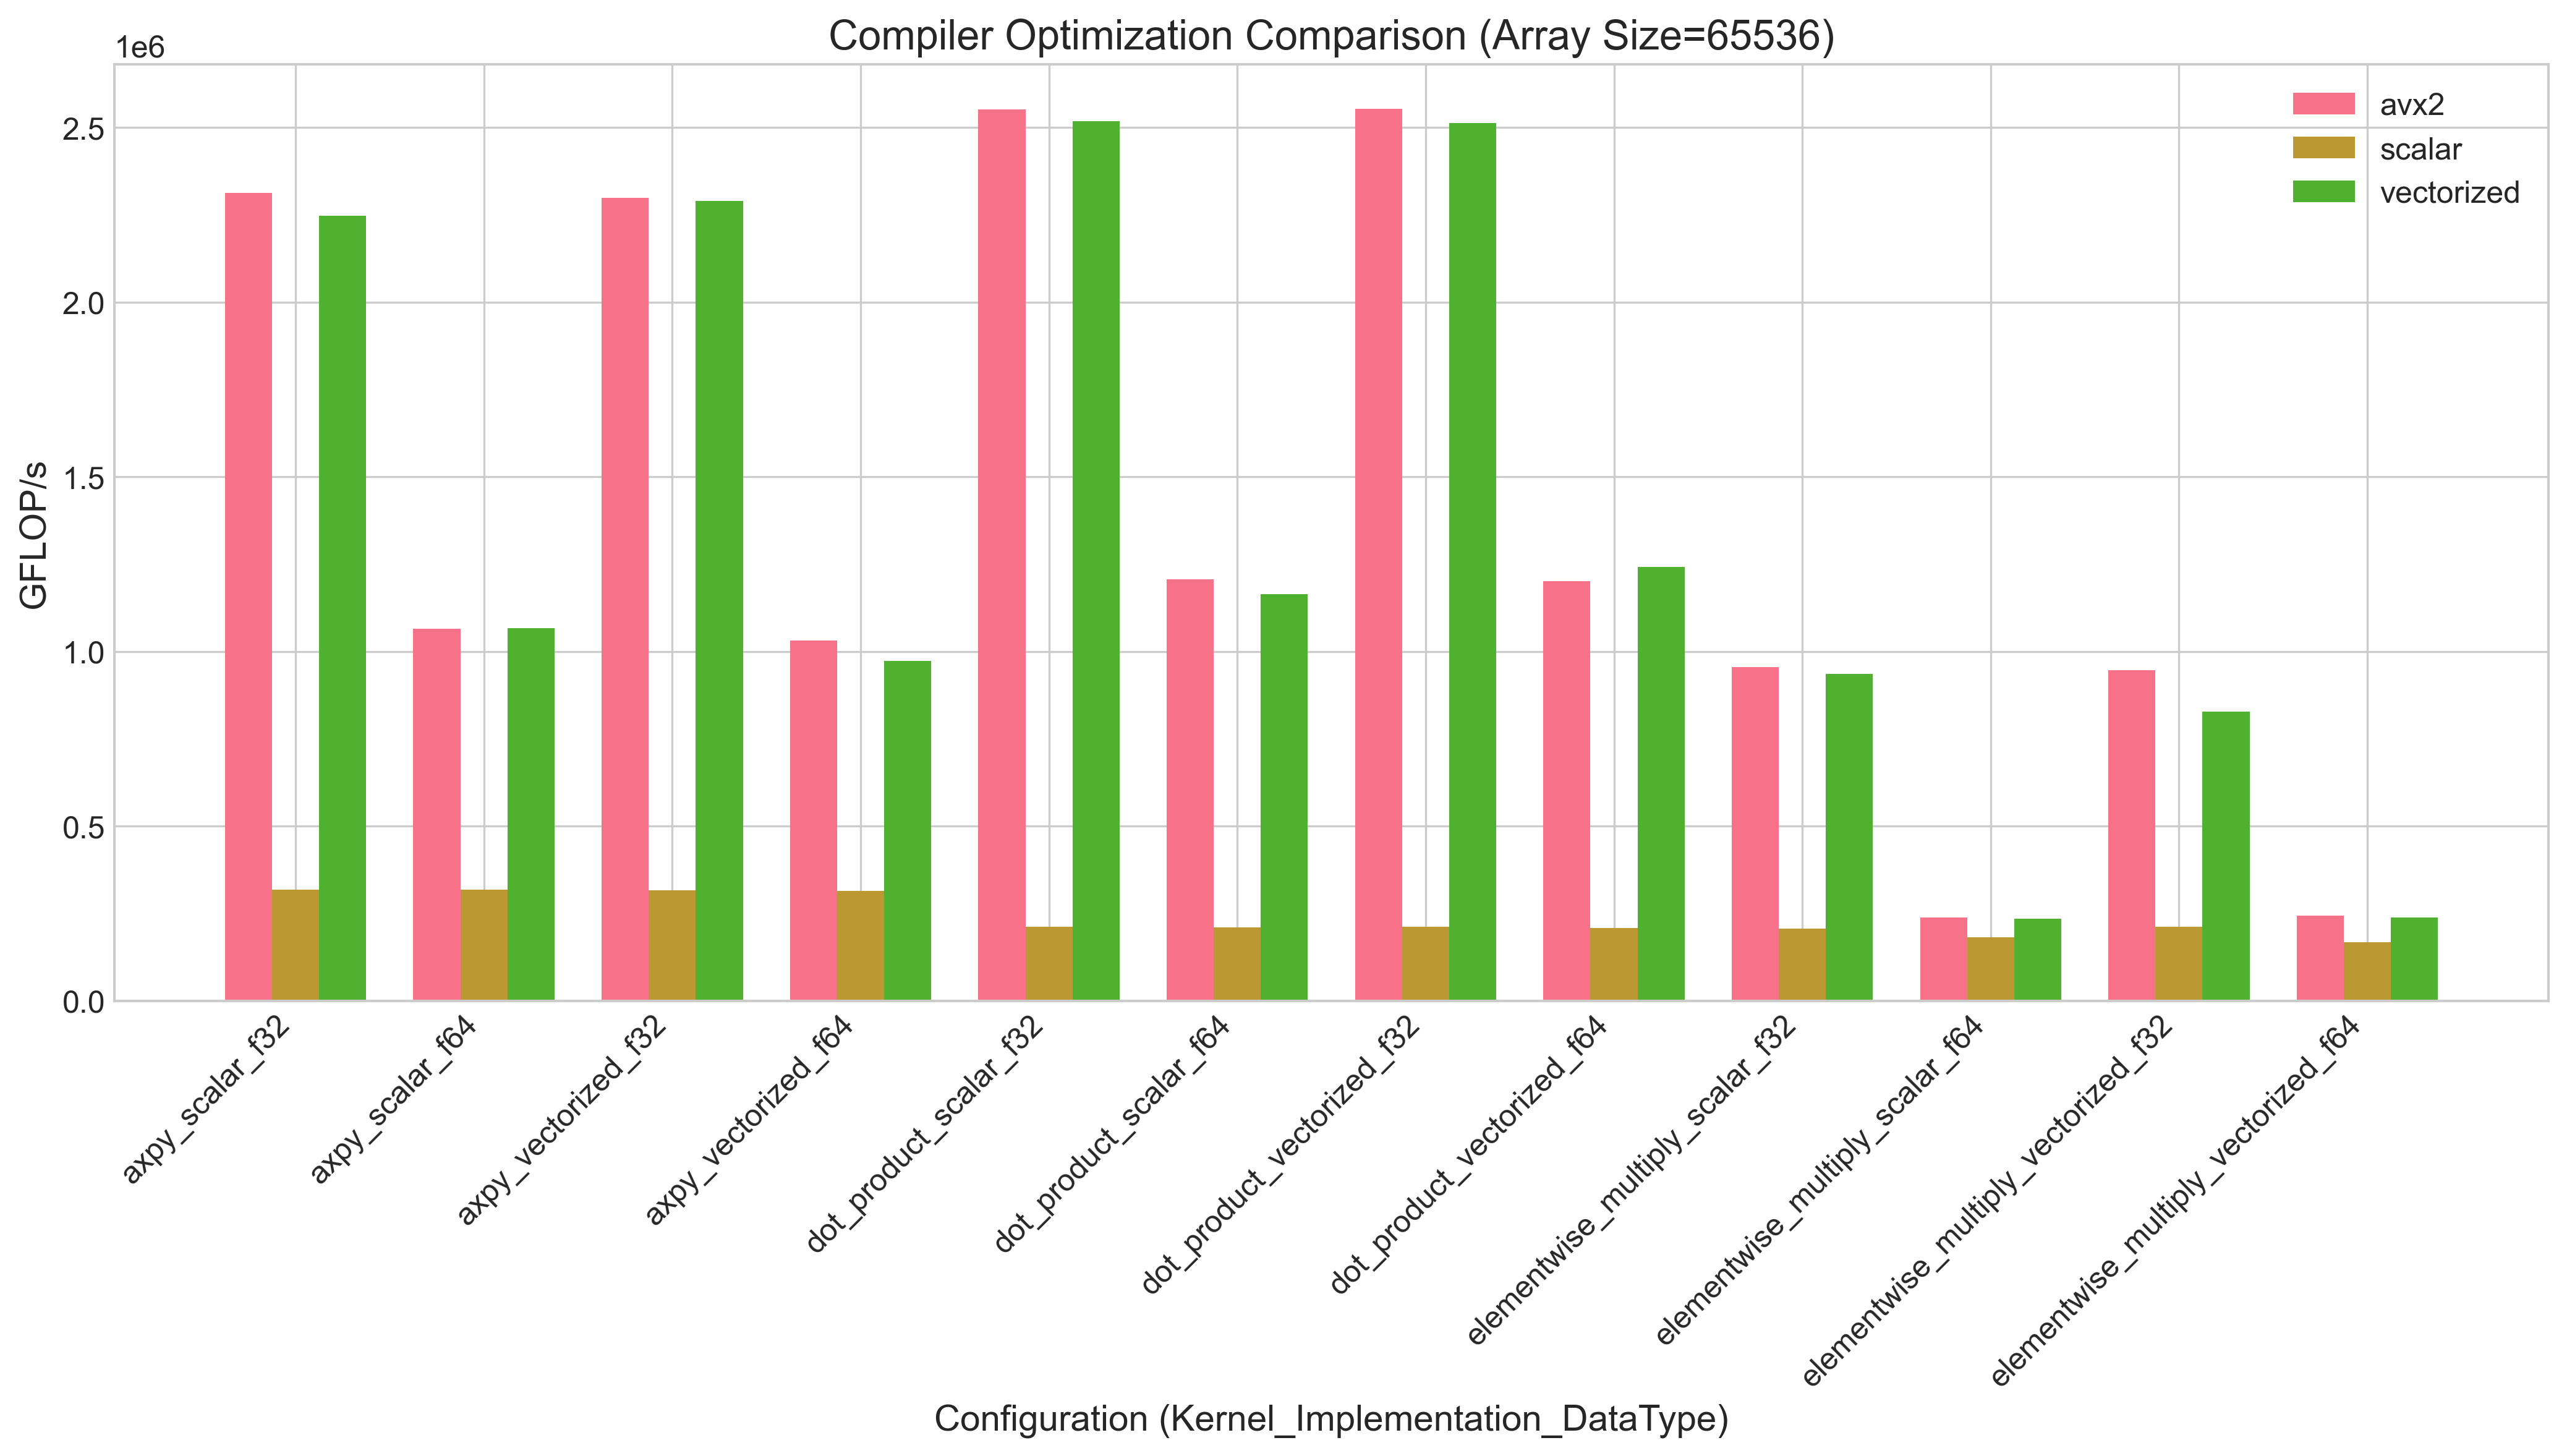 Compiler Optimization Comparison (Array Size=65536)
1e6
avx2
scalar
vectorized
GFLOP/s
2.5
2.0
1.5
1.0
0.5
0.0
axpy_scalar_f32
axpy_scalar_f64
axpy_vectorized_f32
axpy_vectorized_f64
dot_product_scalar_f32
dot_product_scalar_f64
dot_product_vectorized_f32
dot_product_vectorized_f64
elementwise_multiply_scalar_f32
elementwise_multiply_scalar_f64
elementwise_multiply_vectorized_f32
elementwise_multiply_vectorized_f64
Configuration (Kernel_Implementation_DataType)